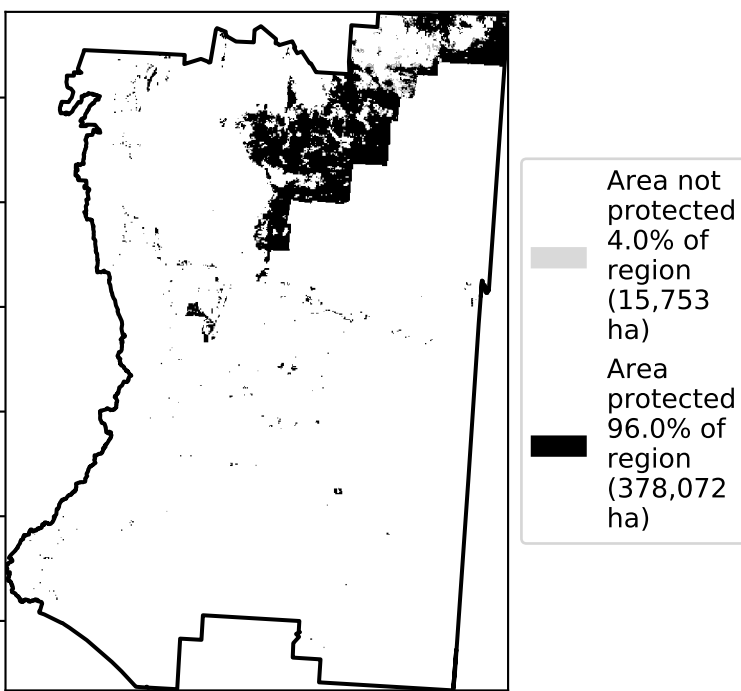 Area not
protected
4.0% of
region
(15,753
ha)
Area
protected
96.0% of
region
(378,072
ha)